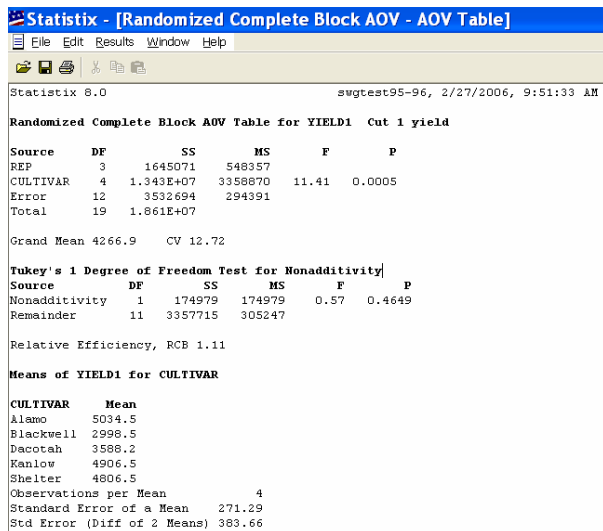 Statistix - [Randomized Complete Block AOV - AOV Table]
File Edit Results Window Help
Statistix 8.0 swgtest95-96, 2/27/2006, 9:51:33 AM
Randomized Complete Block AOV Table for YIELD1 Cut 1 yield
Source DF SS MS F P
REP 3 1645071 548357
CULTIVAR 4 1.343E+07 3358870 11.41 0.0005
Error 12 3532694 294391
Total 19 1.861E+07
Grand Mean 4266.9 CV 12.72
Tukey's 1 Degree of Freedom Test for Nonadditivity
Source DF SS MS F P
Nonadditivity 1 174979 174979 0.57 0.4649
Remainder 11 3357715 305247
Relative Efficiency, RCB 1.11
Means of YIELD1 for CULTIVAR
CULTIVAR Mean
Alamo 5034.5
Blackwell 2998.5
Dacotah 3588.2
Kanlow 4906.5
Shelter 4806.5
Observations per Mean 4
Standard Error of a Mean 271.29
Std Error (Diff of 2 Means) 383.66